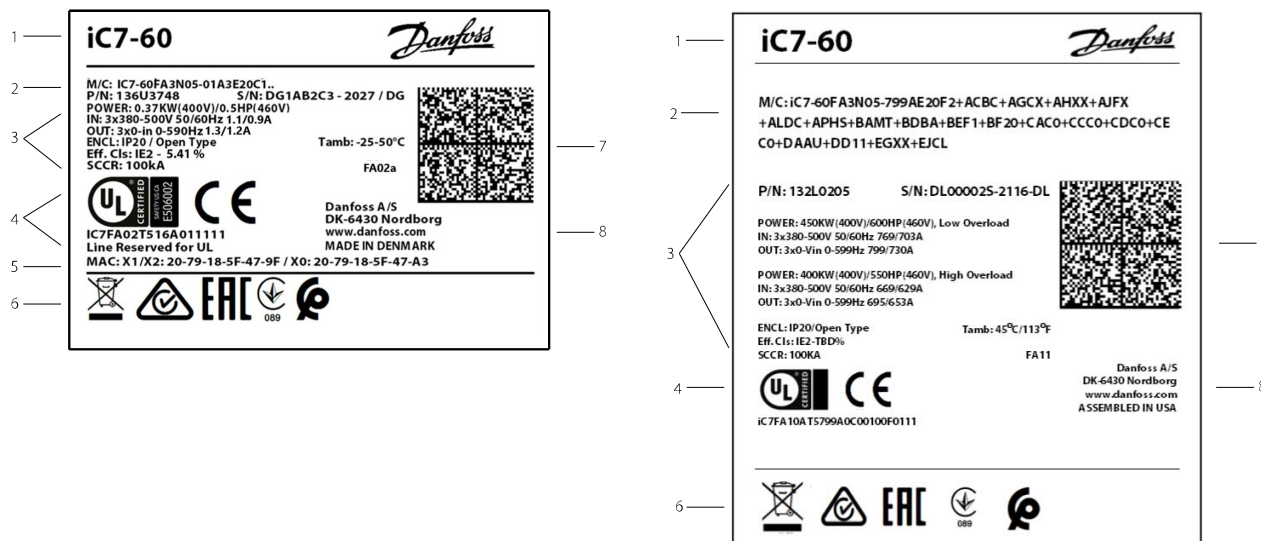 1
iC7-60
Danfoss
2
M/C: IC7-60FA3N05-01A3E20C1..
P/N: 136U3748 S/N: DG1AB2C3 - 2027 / DG
3
POWER: 0.37KW(400V)/0.5HP(460V)
IN: 3x380-500V 50/60Hz 1.1/0.9A
OUT: 3x0-in 0-590Hz 1.3/1.2A
ENCL: IP20 / Open Type Tamb: -25-50°C
Eff. Cls: IE2 - 5.41 %
SCCR: 100kA FA02a
7
4
UL
CERTIFIED
SAFETY US-CA
E506002
CE
IC7FA02T516A011111
Line Reserved for UL
Danfoss A/S
DK-6430 Nordborg
www.danfoss.com
MADE IN DENMARK
8
5
MAC: X1/X2: 20-79-18-5F-47-9F / X0: 20-79-18-5F-47-A3
6
EAC
089
1
iC7-60
Danfoss
2
M/C: iC7-60FA3N05-799AE20F2+ACBC+AGCX+AHXX+AJFX
+ALDC+APHS+BAMT+BDBA+BEF1+BF20+CAC0+CCC0+CDC0+CE
C0+DAAU+DD11+EGXX+EJCL
3
P/N: 132L0205 S/N: DL00002S-2116-DL
POWER: 450KW(400V)/600HP(460V), Low Overload
IN: 3x380-500V 50/60Hz 769/703A
OUT: 3x0-Vin 0-599Hz 799/730A
POWER: 400KW(400V)/550HP(460V), High Overload
IN: 3x380-500V 50/60Hz 669/629A
OUT: 3x0-Vin 0-599Hz 695/653A
ENCL: IP20/Open Type Tamb: 45°C/113°F
Eff. Cls: IE2-TBD%
SCCR: 100KA FA11
4
UL
CERTIFIED
CE
iC7FA10AT5799A0C00100F0111
Danfoss A/S
DK-6430 Nordborg
www.danfoss.com
ASSEMBLED IN USA
8
6
EAC
089